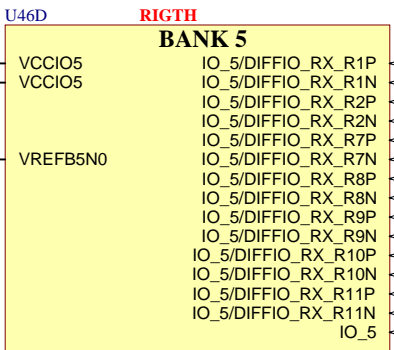 U46D RIGTH
BANK 5
VCCIO5 IO_5/DIFFIO_RX_R1P
VCCIO5 IO_5/DIFFIO_RX_R1N
IO_5/DIFFIO_RX_R2P
IO_5/DIFFIO_RX_R2N
IO_5/DIFFIO_RX_R7P
VREFB5N0 IO_5/DIFFIO_RX_R7N
IO_5/DIFFIO_RX_R8P
IO_5/DIFFIO_RX_R8N
IO_5/DIFFIO_RX_R9P
IO_5/DIFFIO_RX_R9N
IO_5/DIFFIO_RX_R10P
IO_5/DIFFIO_RX_R10N
IO_5/DIFFIO_RX_R11P
IO_5/DIFFIO_RX_R11N
IO_5